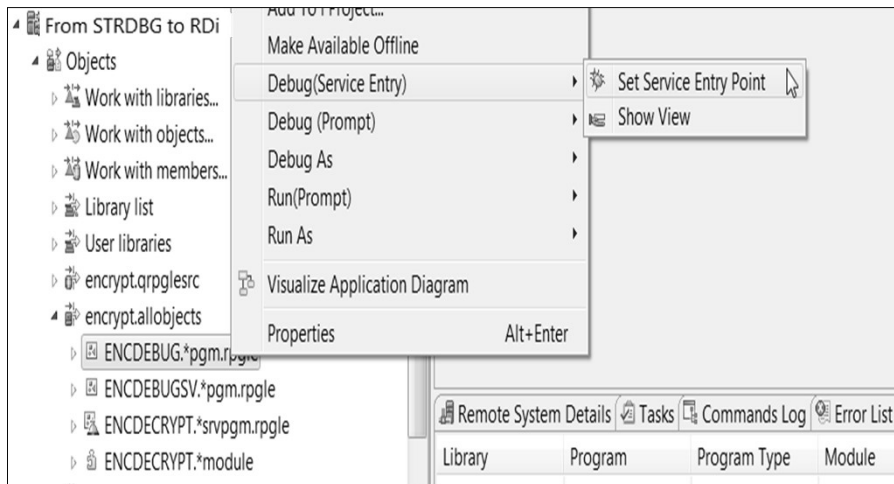 From STRDBG to RDi
Objects
Work with libraries...
Work with objects...
Work with members...
Library list
User libraries
encrypt.qrpglesrc
encrypt.allobjects
ENCDEBUG.*pgm.rpgle
ENCDEBUGSV.*pgm.rpgle
ENCDECRYPT.*srvpgm.rpgle
ENCDECRYPT.*module
Add To i Project...
Make Available Offline
Debug(Service Entry)
Debug (Prompt)
Debug As
Run(Prompt)
Run As
Visualize Application Diagram
Properties Alt+Enter
Set Service Entry Point
Show View
Remote System Details Tasks Commands Log Error List
Library Program Program Type Module